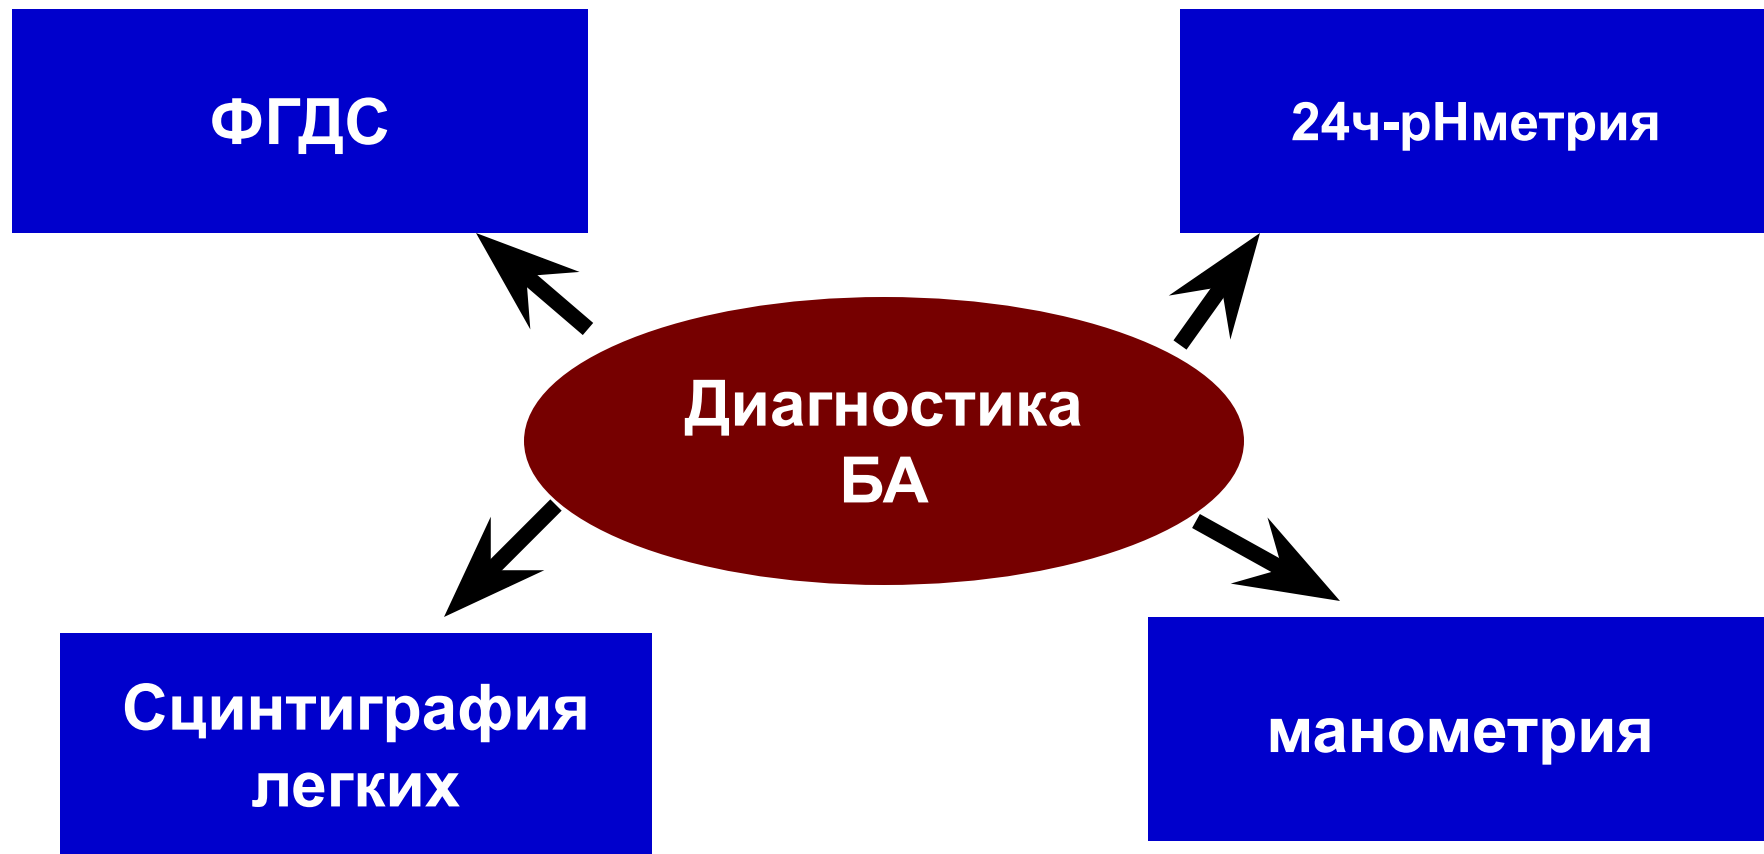 ФГДС
24ч-рНметрия
Диагностика
БА
Сцинтиграфия
легких
манометрия